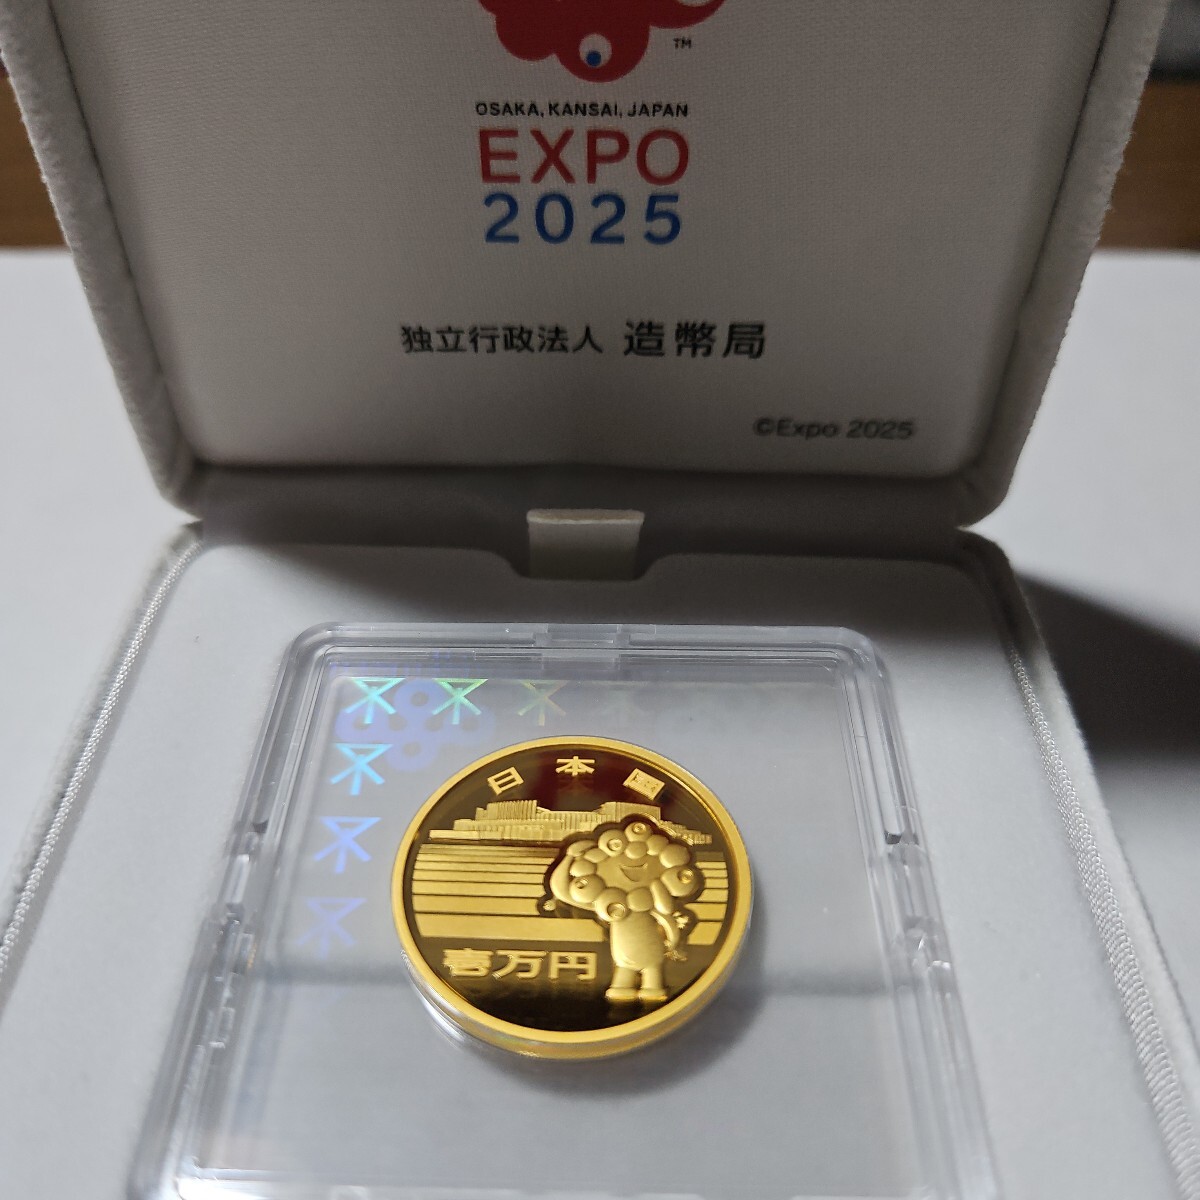 TM
OSAKA, KANSAI, JAPAN
EXPO
2025
独立行政法人 造幣局
©Expo 2025
日本国
壱万円